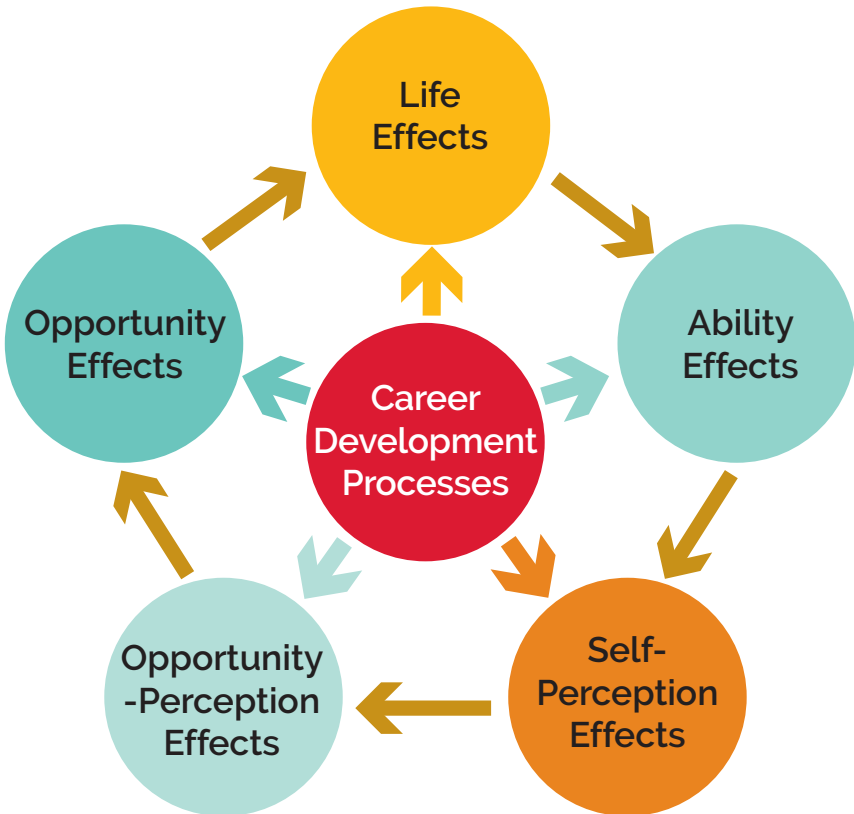 Life
Effects
Opportunity
Effects
Ability
Effects
Career
Development
Processes
Opportunity
-Perception
Effects
Self-
Perception
Effects